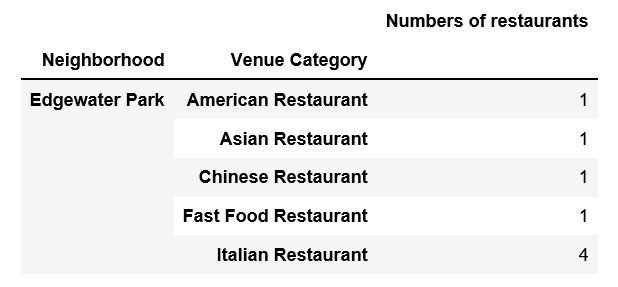 Numbers of restaurants
Neighborhood Venue Category
Edgewater Park American Restaurant 1
Asian Restaurant 1
Chinese Restaurant 1
Fast Food Restaurant 1
Italian Restaurant 4